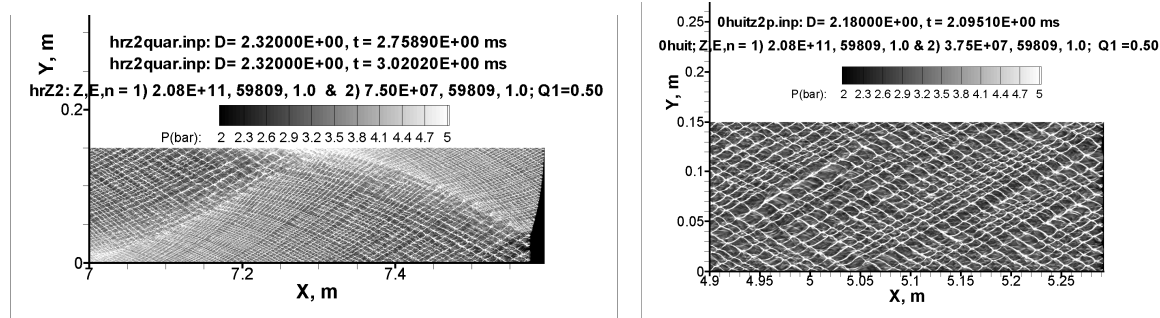 hrz2quar.inp: D= 2.32000E+00, t = 2.75890E+00 ms
hrz2quar.inp: D= 2.32000E+00, t = 3.02020E+00 ms
hrZ2: Z,E,n = 1) 2.08E+11, 59809, 1.0 & 2) 7.50E+07, 59809, 1.0; Q1=0.50
Y, m
0.2
P(bar): 2 2.3 2.6 2.9 3.2 3.5 3.8 4.1 4.4 4.7 5
0
7 7.2 7.4
X, m
0huitz2p.inp: D= 2.18000E+00, t = 2.09510E+00 ms
0huit; Z,E,n = 1) 2.08E+11, 59809, 1.0 & 2) 3.75E+07, 59809, 1.0; Q1 =0.50
0.25
0.2
P(bar): 2 2.3 2.6 2.9 3.2 3.5 3.8 4.1 4.4 4.7 5
Y, m
0.15
0.1
0.05
0
4.9 4.95 5 5.05 5.1 5.15 5.2 5.25
X, m